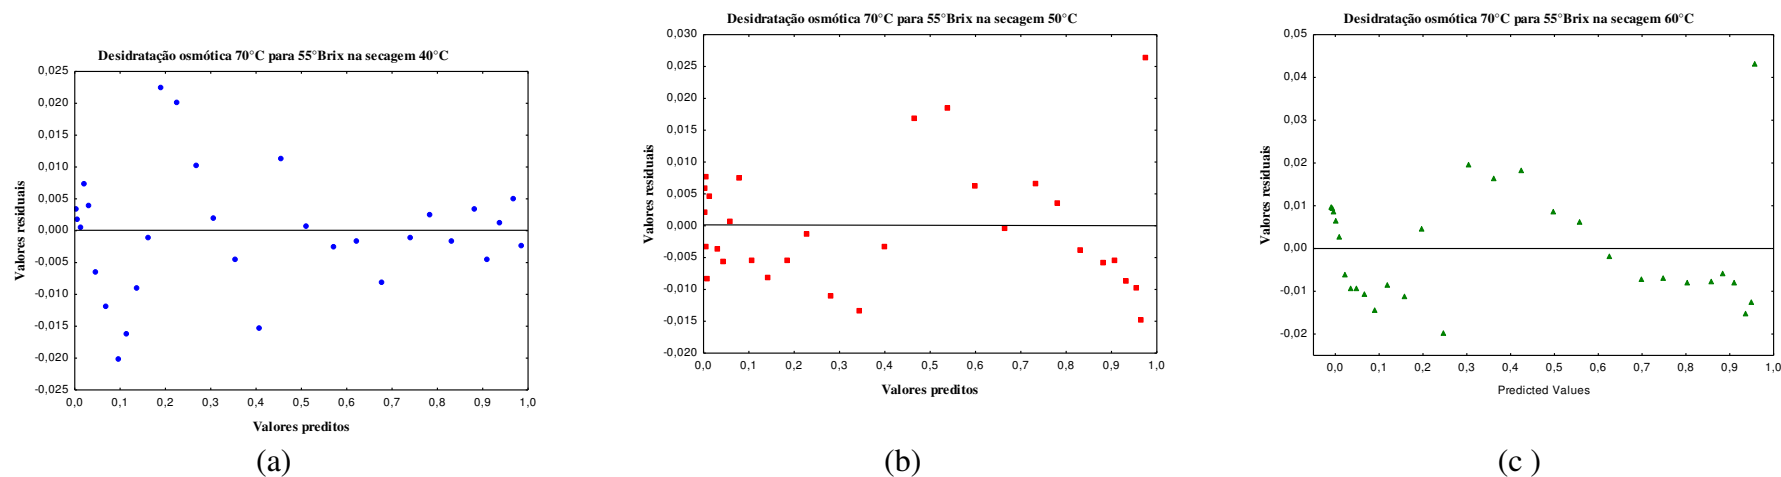 Desidratação osmótica 70°C para 55°Brix na secagem 40°C
0,025
0,020
0,015
0,010
0,005
0,000
-0,005
-0,010
-0,015
-0,020
-0,025
Valores residuais
0,0 0,1 0,2 0,3 0,4 0,5 0,6 0,7 0,8 0,9 1,0
Valores preditos
(a)
Desidratação osmótica 70°C para 55°Brix na secagem 50°C
0,030
0,025
0,020
0,015
0,010
0,005
0,000
-0,005
-0,010
-0,015
-0,020
Valores residuais
0,0 0,1 0,2 0,3 0,4 0,5 0,6 0,7 0,8 0,9 1,0
Valores preditos
(b)
Desidratação osmótica 70°C para 55°Brix na secagem 60°C
0,05
0,04
0,03
0,02
0,01
0,00
-0,01
-0,02
Valores residuais
0,0 0,1 0,2 0,3 0,4 0,5 0,6 0,7 0,8 0,9 1,0
Predicted Values
(c )